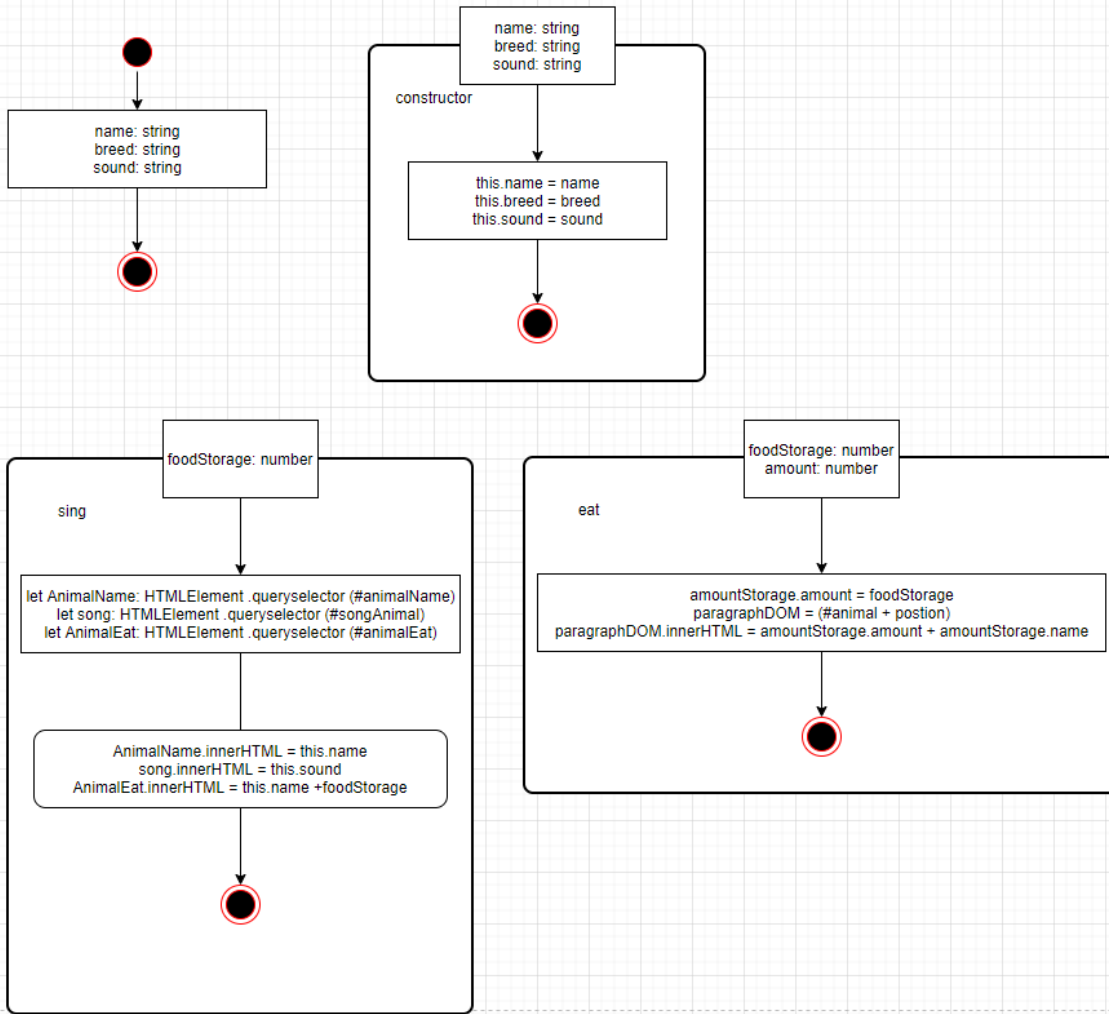 name: string
breed: string
sound: string
name: string
breed: string
sound: string
constructor
this.name = name
this.breed = breed
this.sound = sound
foodStorage: number
sing
let AnimalName: HTMLElement .queryselector (#animalName)
let song: HTMLElement .queryselector (#songAnimal)
let AnimalEat: HTMLElement .queryselector (#animalEat)
AnimalName.innerHTML = this.name
song.innerHTML = this.sound
AnimalEat.innerHTML = this.name +foodStorage
foodStorage: number
amount: number
eat
amountStorage.amount = foodStorage
paragraphDOM = (#animal + postion)
paragraphDOM.innerHTML = amountStorage.amount + amountStorage.name